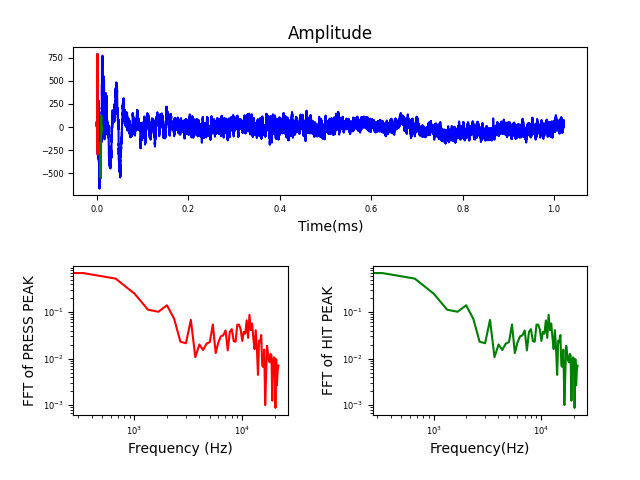 Amplitude
750
500
250
0
−250
−500
0.0 0.2 0.4 0.6 0.8 1.0
Time(ms)
FFT of PRESS PEAK
10⁻¹
10⁻²
10⁻³
10³ 10⁴
Frequency (Hz)
FFT of HIT PEAK
10⁻¹
10⁻²
10⁻³
10³ 10⁴
Frequency(Hz)